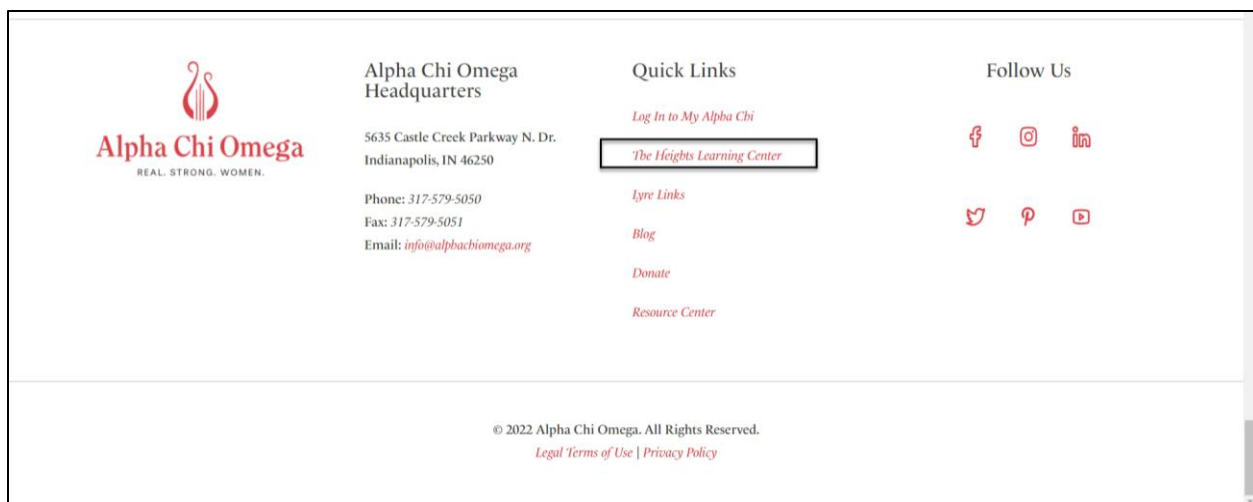 Alpha Chi Omega
REAL. STRONG. WOMEN.
Alpha Chi Omega
Headquarters
5635 Castle Creek Parkway N. Dr.
Indianapolis, IN 46250
Phone: 317-579-5050
Fax: 317-579-5051
Email: info@alphachiomega.org
Quick Links
Log In to My Alpha Chi
The Heights Learning Center
Lyre Links
Blog
Donate
Resource Center
Follow Us
© 2022 Alpha Chi Omega. All Rights Reserved.
Legal Terms of Use | Privacy Policy